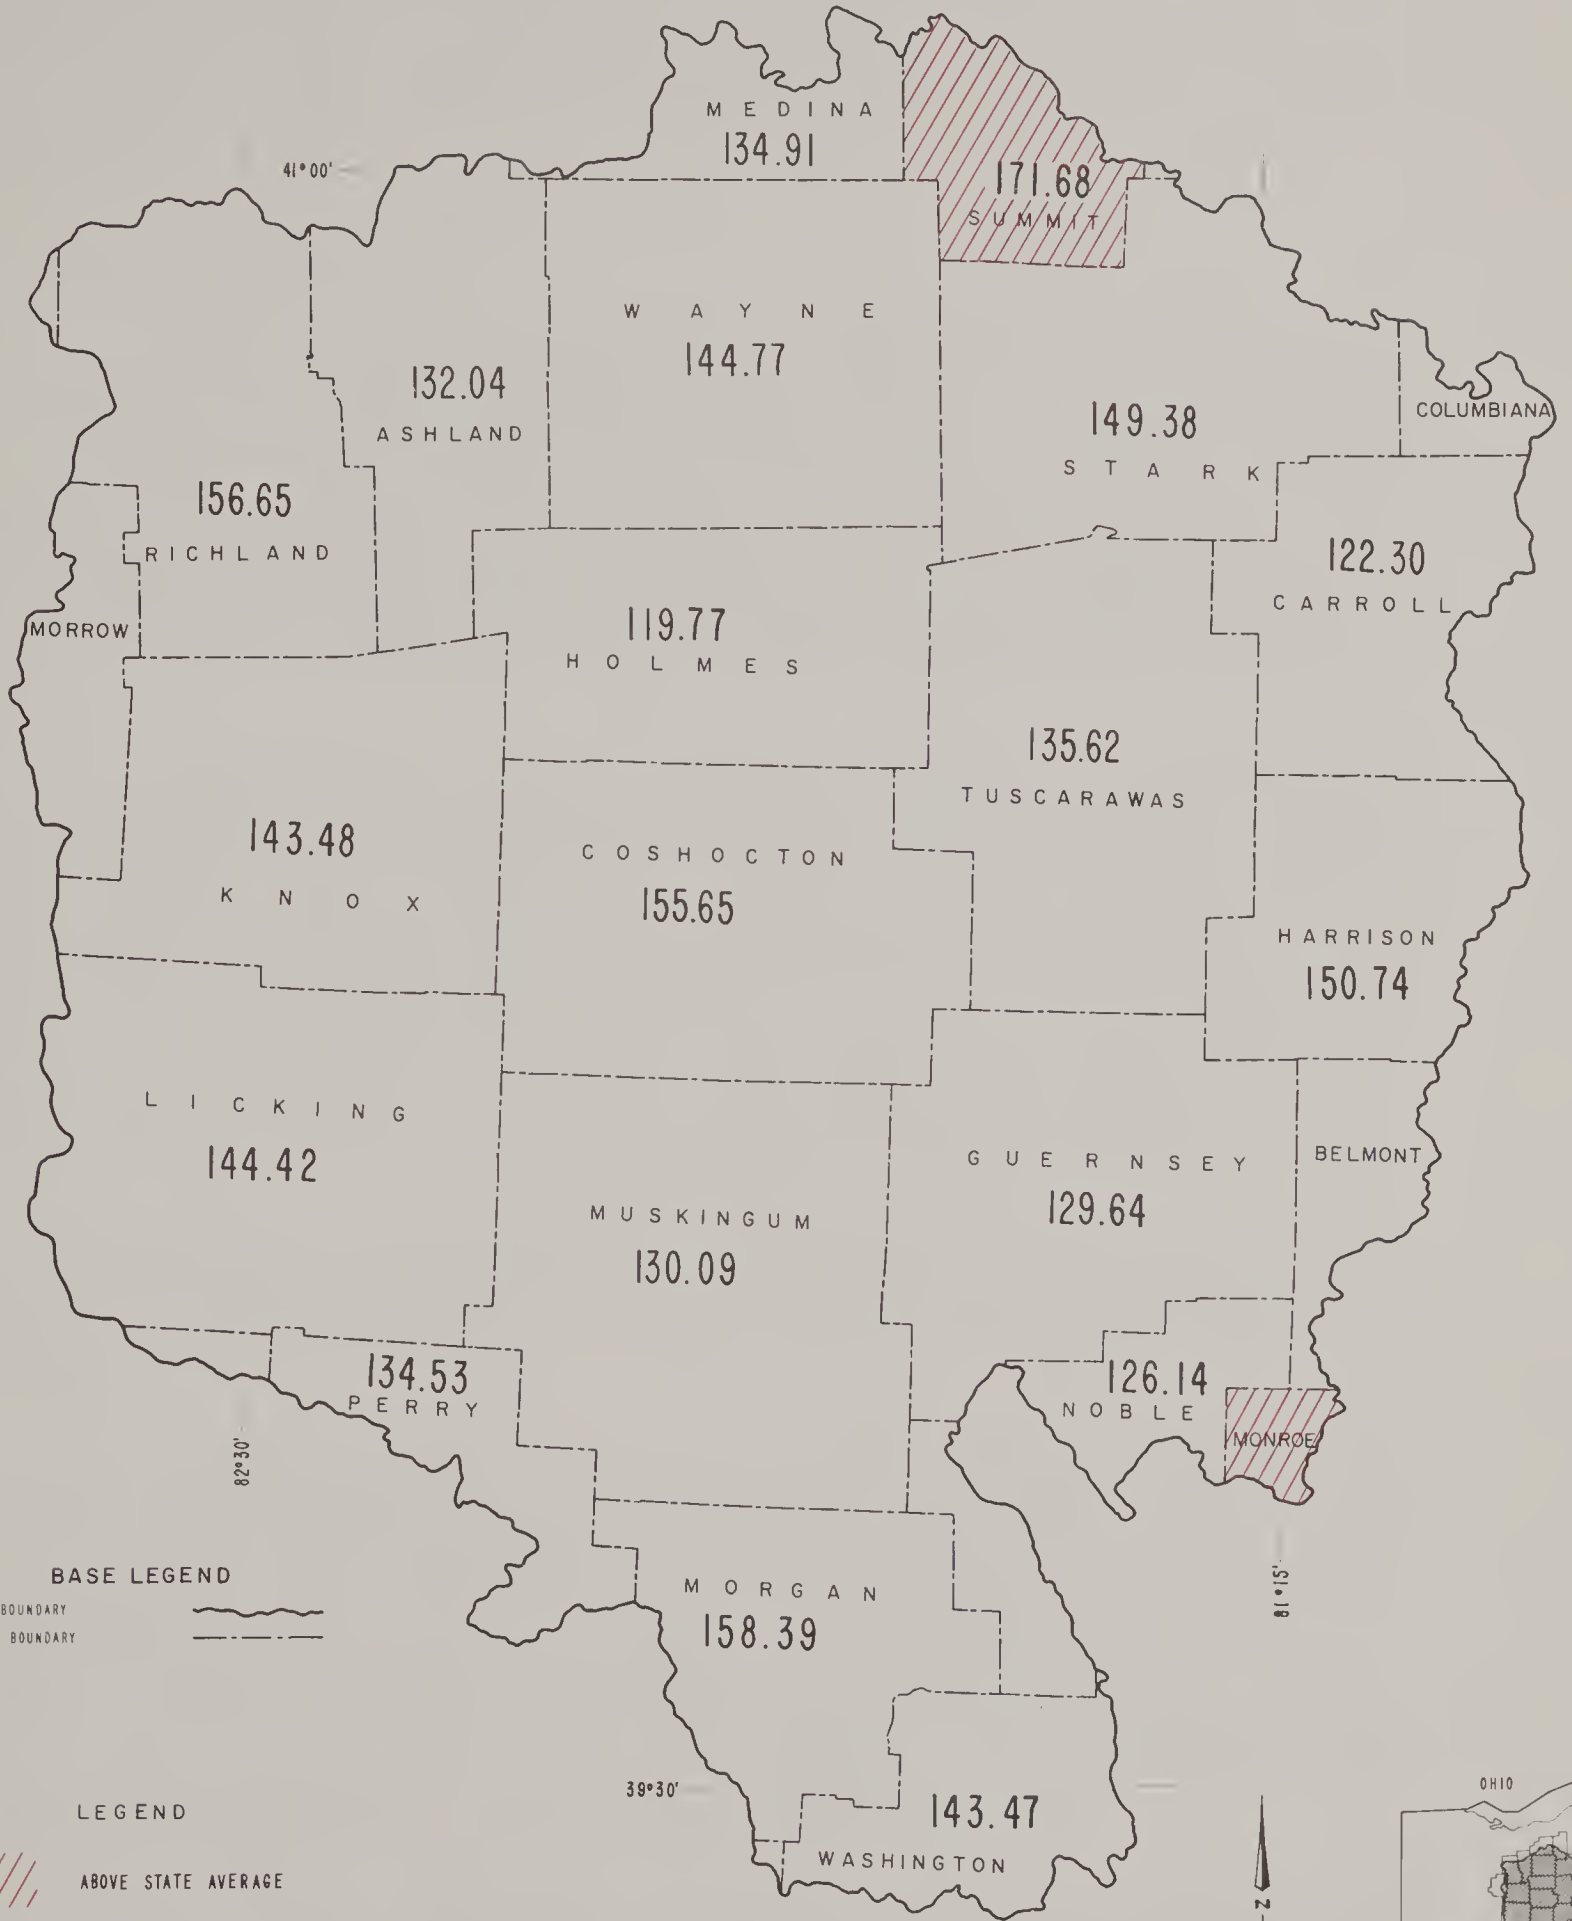 MEDINA
134.91
41°00'
171.68
SUMMIT
WAYNE
144.77
132.04
ASHLAND
149.38
STARK
COLUMBIANA
156.65
RICHLAND
122.30
CARROLL
119.77
HOLMES
MORROW
135.62
TUSCARAWAS
143.48
KNOX
COSHOCTON
155.65
HARRISON
150.74
LICKING
144.42
GUERNSEY
129.64
BELMONT
MUSKINGUM
130.09
134.53
PERRY
126.14
NOBLE
MONROE
82°30'
81°15'
BASE LEGEND
BOUNDARY
BOUNDARY
MORGAN
158.39
39°30'
143.47
WASHINGTON
OHIO
LEGEND
ABOVE STATE AVERAGE
N